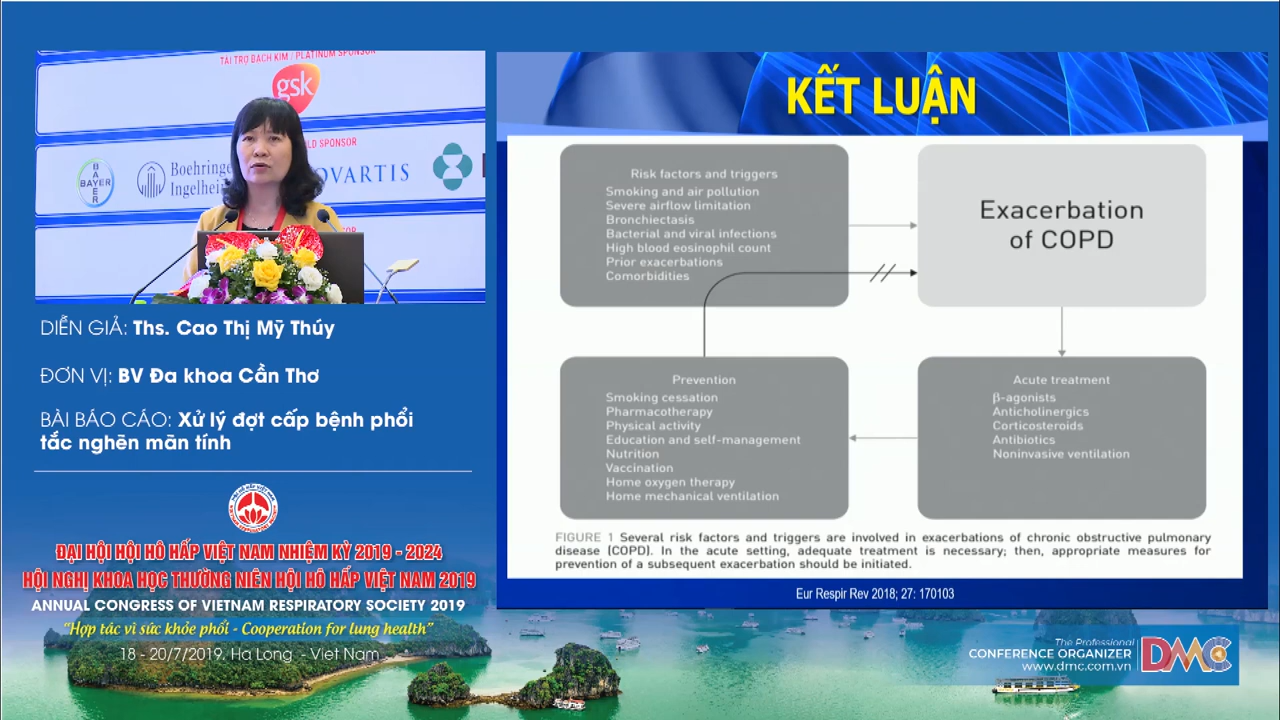 TÀI TRỢ BẠCH KIM / PLATINUM SPONSOR
gsk
LD SPONSOR
BAYER
BAYER
Boehringe
Ingelhei
OVARTIS
DIỄN GIẢ: Ths. Cao Thị Mỹ Thúy
ĐƠN VỊ: BV Đa khoa Cần Thơ
BÀI BÁO CÁO: Xử lý đợt cấp bệnh phổi
tắc nghẽn mãn tính
ĐẠI HỘI HỘI HÔ HẤP VIỆT NAM NHIỆM KỲ 2019 - 2024
HỘI NGHỊ KHOA HỌC THƯỜNG NIÊN HỘI HÔ HẤP VIỆT NAM 2019
ANNUAL CONGRESS OF VIETNAM RESPIRATORY SOCIETY 2019
"Hợp tác vì sức khỏe phổi - Cooperation for lung health"
18 - 20/7/2019, Ha Long - Viet Nam
KẾT LUẬN
Risk factors and triggers
Smoking and air pollution
Severe airflow limitation
Bronchiectasis
Bacterial and viral infections
High blood eosinophil count
Prior exacerbations
Comorbidities
Exacerbation
of COPD
Prevention
Smoking cessation
Pharmacotherapy
Physical activity
Education and self-management
Nutrition
Vaccination
Home oxygen therapy
Home mechanical ventilation
Acute treatment
β-agonists
Anticholinergics
Corticosteroids
Antibiotics
Noninvasive ventilation
FIGURE 1 Several risk factors and triggers are involved in exacerbations of chronic obstructive pulmonary
disease (COPD). In the acute setting, adequate treatment is necessary; then, appropriate measures for
prevention of a subsequent exacerbation should be initiated.
Eur Respir Rev 2018; 27: 170103
The Professional
CONFERENCE ORGANIZER
www.dmc.com.vn
DMC